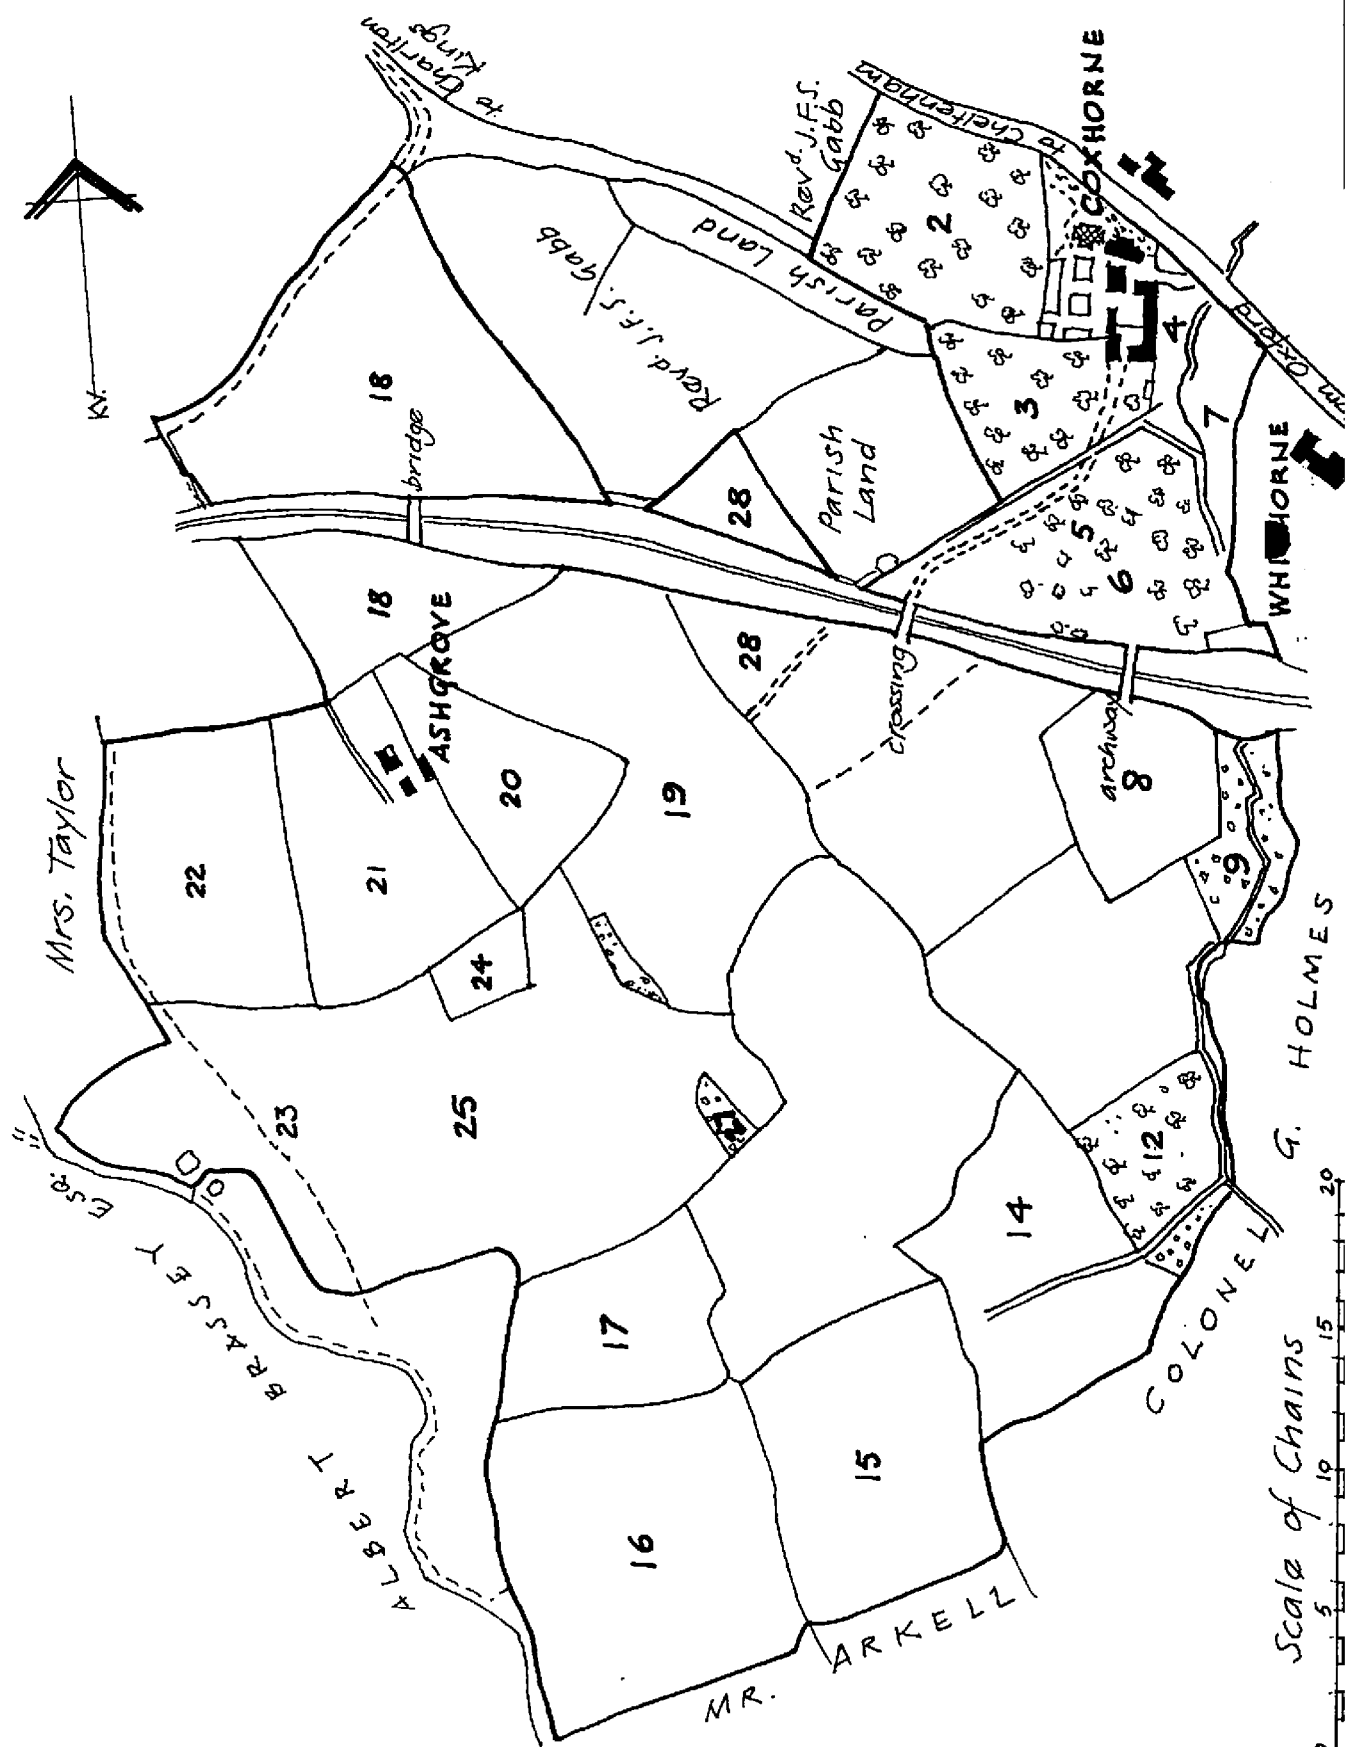 to Charlton
Kings
KV.
Revd. J.F.S.
Gabb
to Cheltenham
COXHORNE
2
Parish Land
Revd. J.F.S. Gabb
18
bridge
3
4
7
from Oxford
WHITHORNE
Parish
Land
28
5
6
18
ASHGROVE
28
crossing
archway
8
9
Mrs. Taylor
22
21
20
19
24
23
25
12
14
17
16
15
ALBERT BRASSEY ESQ.
MR. ARKELL
COLONEL G. HOLMES
Scale of Chains
5
10
15
20